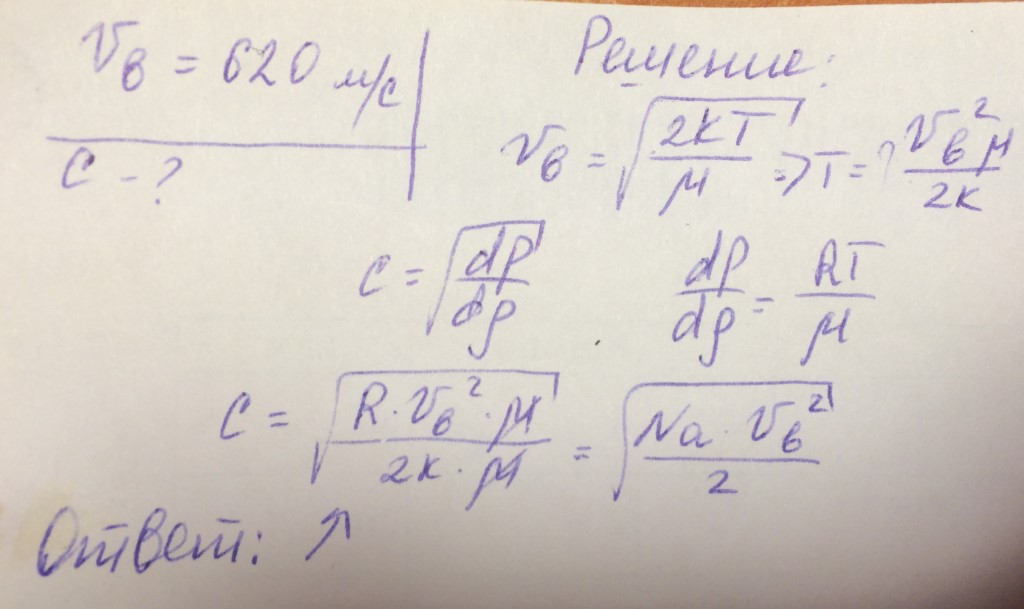 v_в = 620 м/с
с - ?
Решение:
v_в = √(2kT/μ) => T = v_в²μ/2k
c = √(dP/dρ)  dP/dρ = RT/μ
c = √(R·v_в²·μ/2k·μ) = √(Na·v_в²/2)
Ответ: ↑